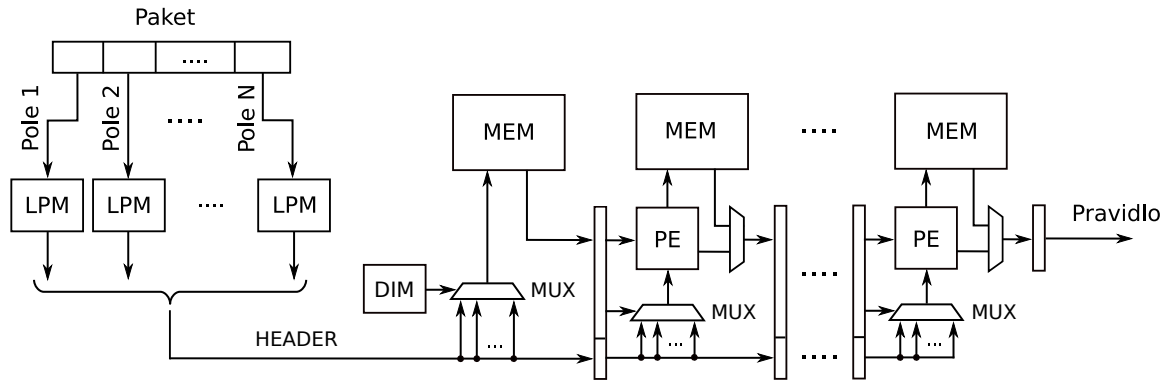 Paket
....
Pole 1
Pole 2
....
Pole N
LPM
LPM
....
LPM
HEADER
DIM
MUX
...
MEM
MEM
....
MEM
PE
MUX
...
....
....
PE
MUX
...
Pravidlo